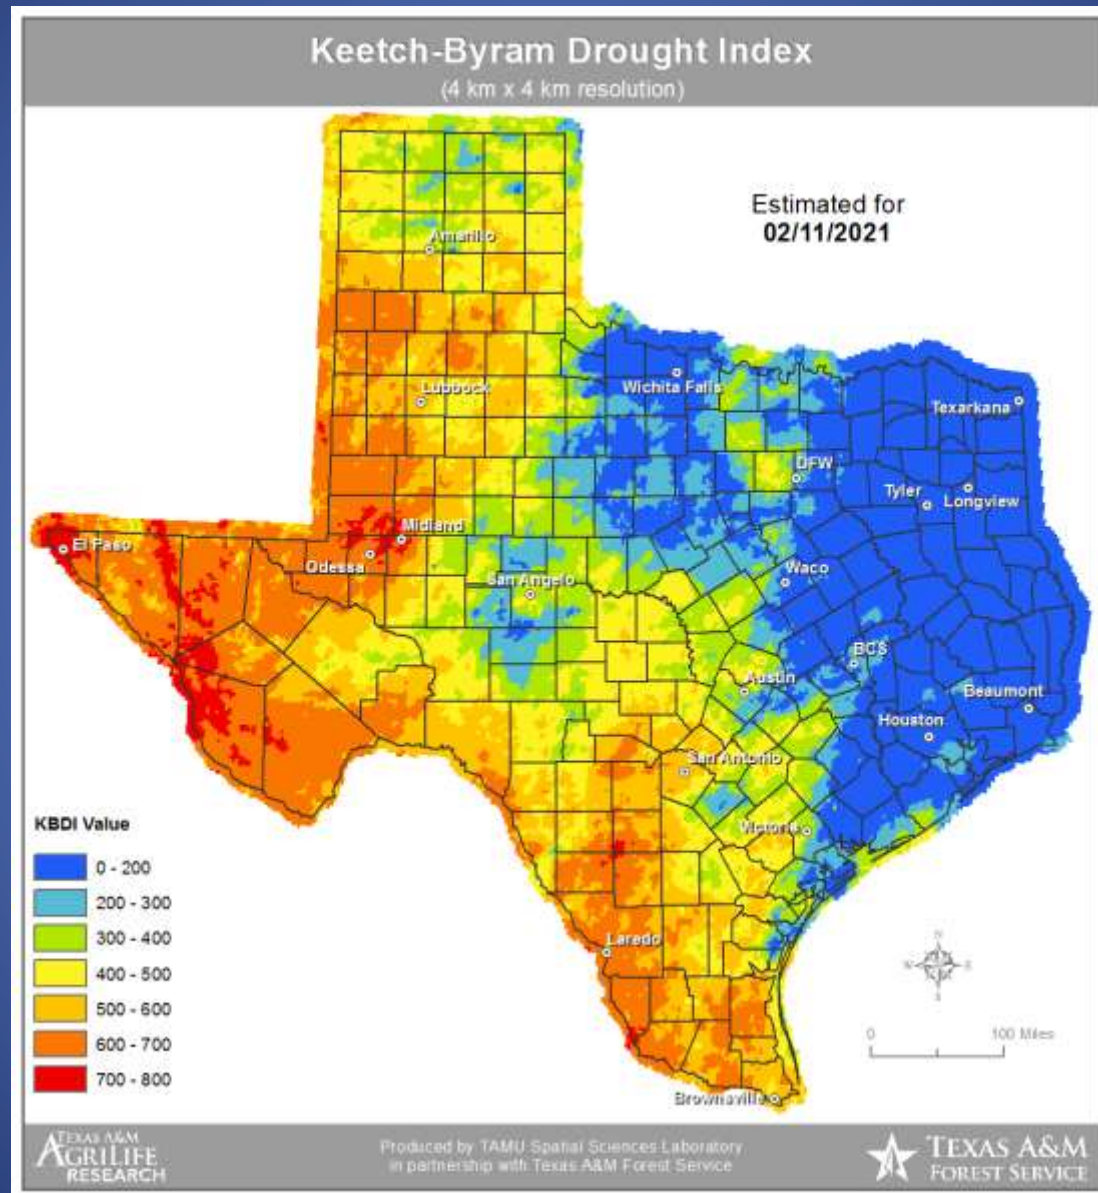 Keetch-Byram Drought Index
(4 km x 4 km resolution)
Estimated for
02/11/2021
Amarillo
Lubbock
Wichita Falls
Texarkana
DFW
Tyler
Longview
Midland
El Paso
Odessa
San Angelo
Waco
BCS
Austin
Beaumont
Houston
San Antonio
Victoria
Laredo
Brownsville
KBDI Value
0 - 200
200 - 300
300 - 400
400 - 500
500 - 600
600 - 700
700 - 800
N
W
E
S
0 100 Miles
TEXAS A&M
AGRILIFE
RESEARCH
Produced by TAMU Spatial Sciences Laboratory
in partnership with Texas A&M Forest Service
TEXAS A&M
FOREST SERVICE